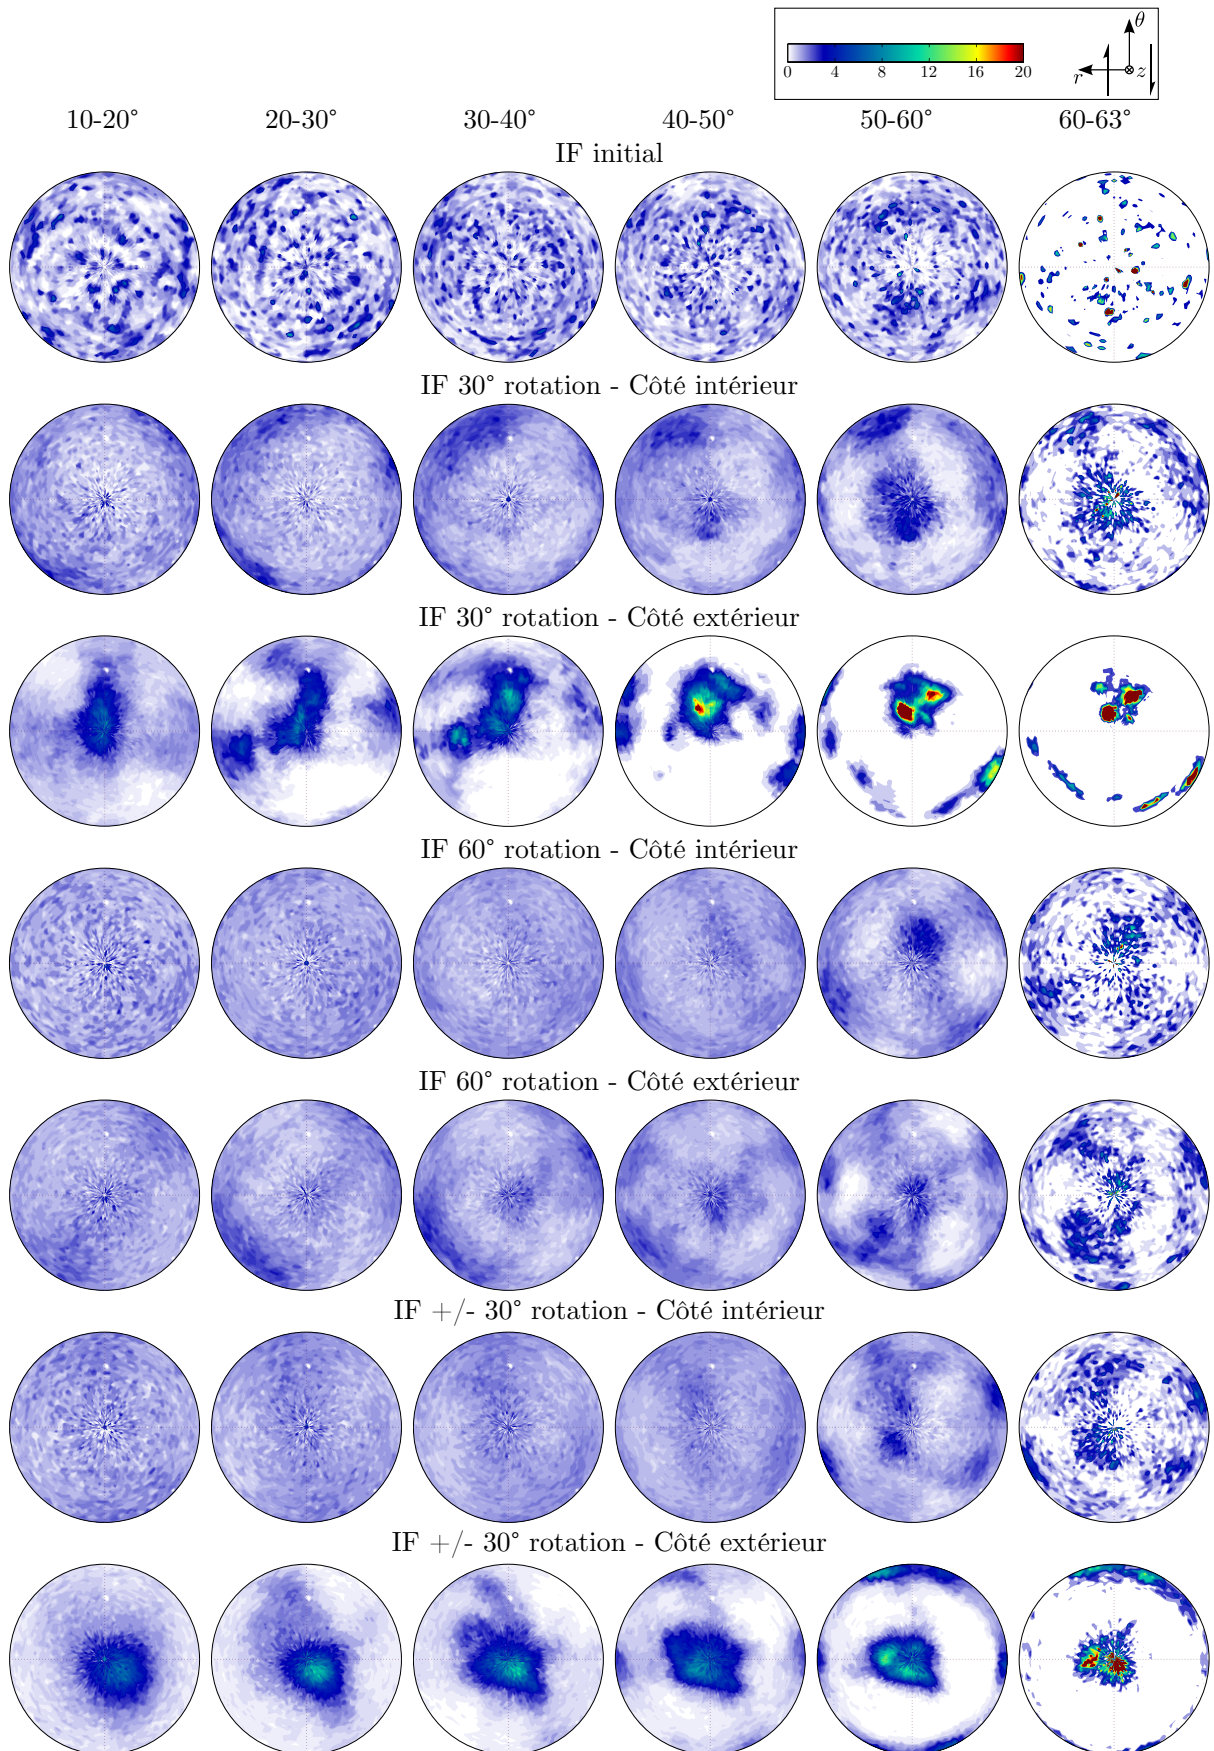 θ
0 4 8 12 16 20
r z
10-20° 20-30° 30-40° 40-50° 50-60° 60-63°
IF initial
IF 30° rotation - Côté intérieur
IF 30° rotation - Côté extérieur
IF 60° rotation - Côté intérieur
IF 60° rotation - Côté extérieur
IF +/- 30° rotation - Côté intérieur
IF +/- 30° rotation - Côté extérieur